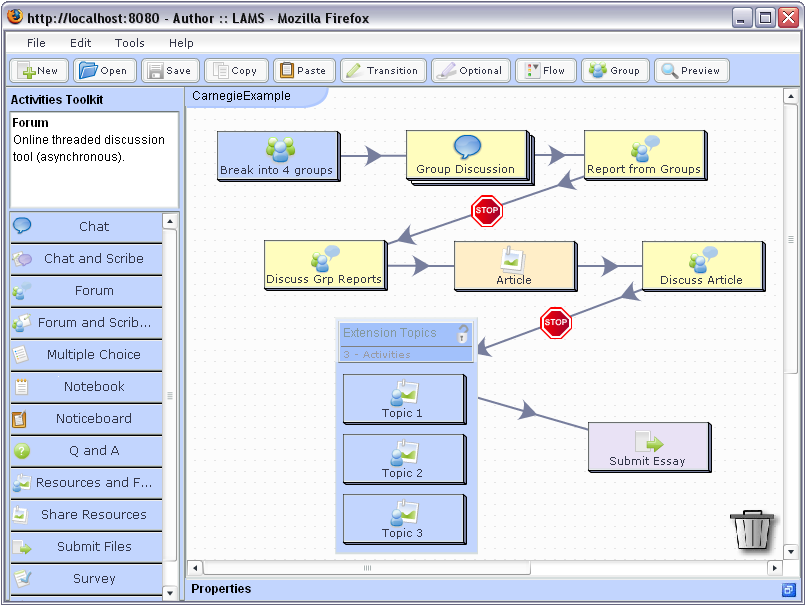 http://localhost:8080 - Author :: LAMS - Mozilla Firefox
File Edit Tools Help
New Open Save Copy Paste Transition Optional Flow Group Preview
Activities Toolkit
Forum
Online threaded discussion
tool (asynchronous).
Chat
Chat and Scribe
Forum
Forum and Scrib...
Multiple Choice
Notebook
Noticeboard
Q and A
Resources and F...
Share Resources
Submit Files
Survey
CarnegieExample
Break into 4 groups
Group Discussion
Report from Groups
STOP
Discuss Grp Reports
Article
Discuss Article
STOP
Extension Topics
3 - Activities
Topic 1
Topic 2
Topic 3
Submit Essay
Properties